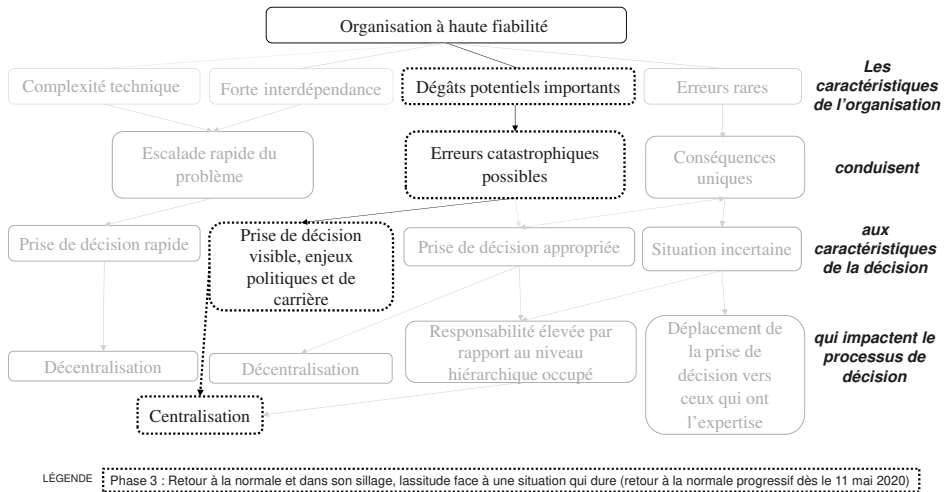 Organisation à haute fiabilité
Complexité technique
Forte interdépendance
Dégâts potentiels importants
Erreurs rares
Les
caractéristiques
de l'organisation
Escalade rapide du
problème
Erreurs catastrophiques
possibles
Conséquences
uniques
conduisent
Prise de décision rapide
Prise de décision
visible, enjeux
politiques et de
carrière
Prise de décision appropriée
Situation incertaine
aux
caractéristiques
de la décision
Décentralisation
Décentralisation
Responsabilité élevée par
rapport au niveau
hiérarchique occupé
Déplacement de
la prise de
décision vers
ceux qui ont
l'expertise
qui impactent le
processus de
décision
Centralisation
LÉGENDE
Phase 3 : Retour à la normale et dans son sillage, lassitude face à une situation qui dure (retour à la normale progressif dès le 11 mai 2020)